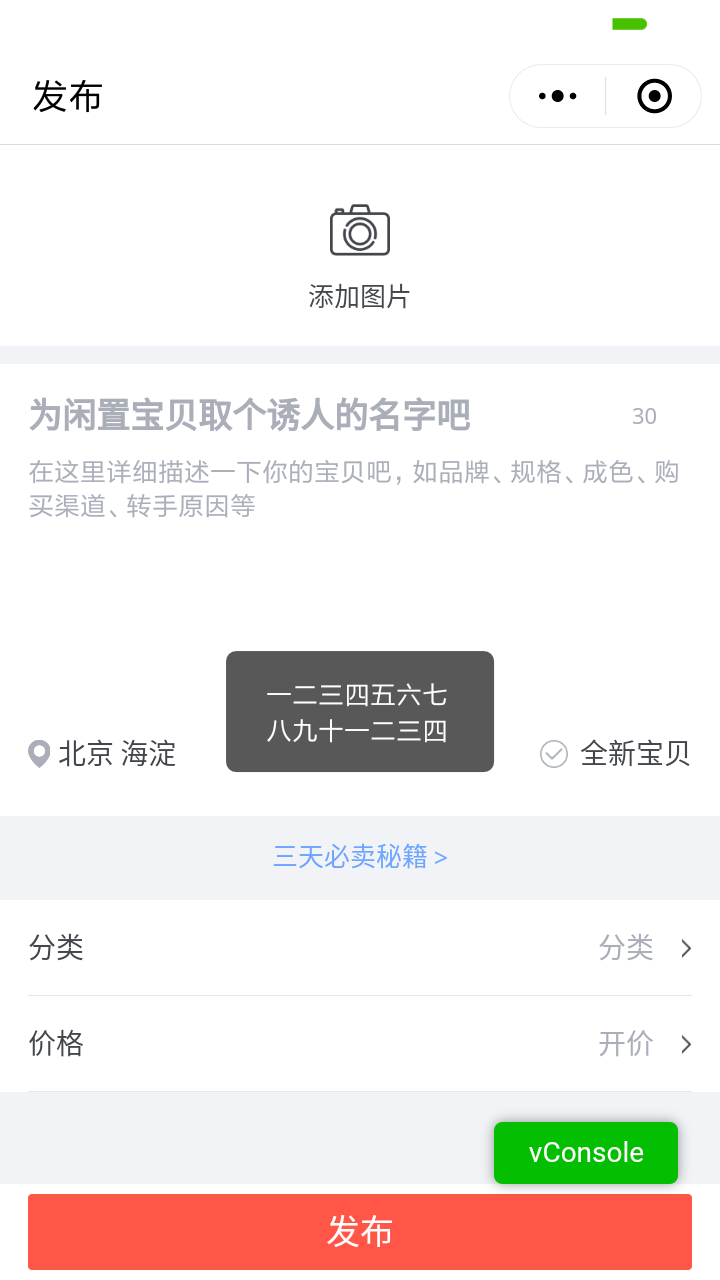 发布
添加图片
为闲置宝贝取个诱人的名字吧 30
在这里详细描述一下你的宝贝吧，如品牌、规格、成色、购
买渠道、转手原因等
一二三四五六七
八九十一二三四
北京 海淀 全新宝贝
三天必卖秘籍 >
分类 分类
价格 开价
vConsole
发布